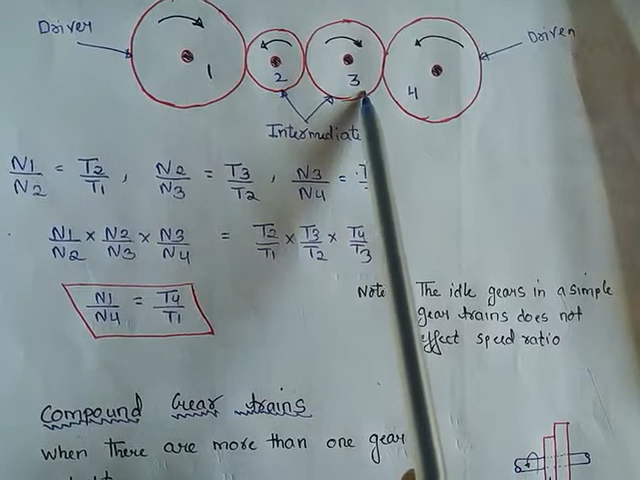 Driver
Driven
1 2 3 4
Intermediate
N1/N2 = T2/T1 , N2/N3 = T3/T2 , N3/N4 =
N1/N2 × N2/N3 × N3/N4 = T2/T1 × T3/T2 × T4/T3
N1/N4 = T4/T1
Note The idle gears in a simple
gear trains does not
effect speed ratio
Compound Gear trains
when there are more than one gear